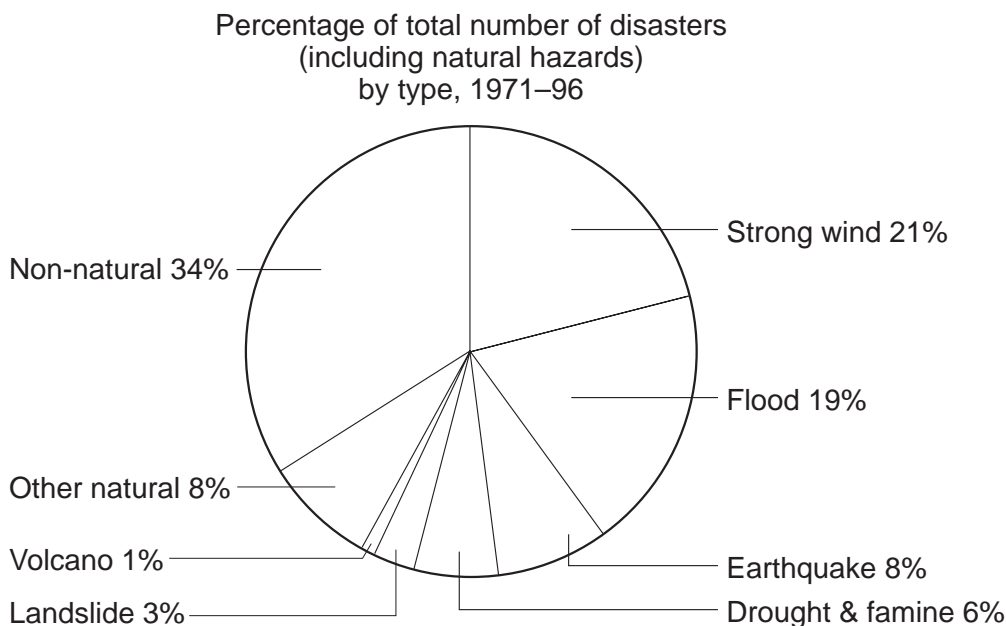 Percentage of total number of disasters
(including natural hazards)
by type, 1971–96
Strong wind 21%
Non-natural 34%
Flood 19%
Other natural 8%
Volcano 1%
Earthquake 8%
Landslide 3%
Drought & famine 6%